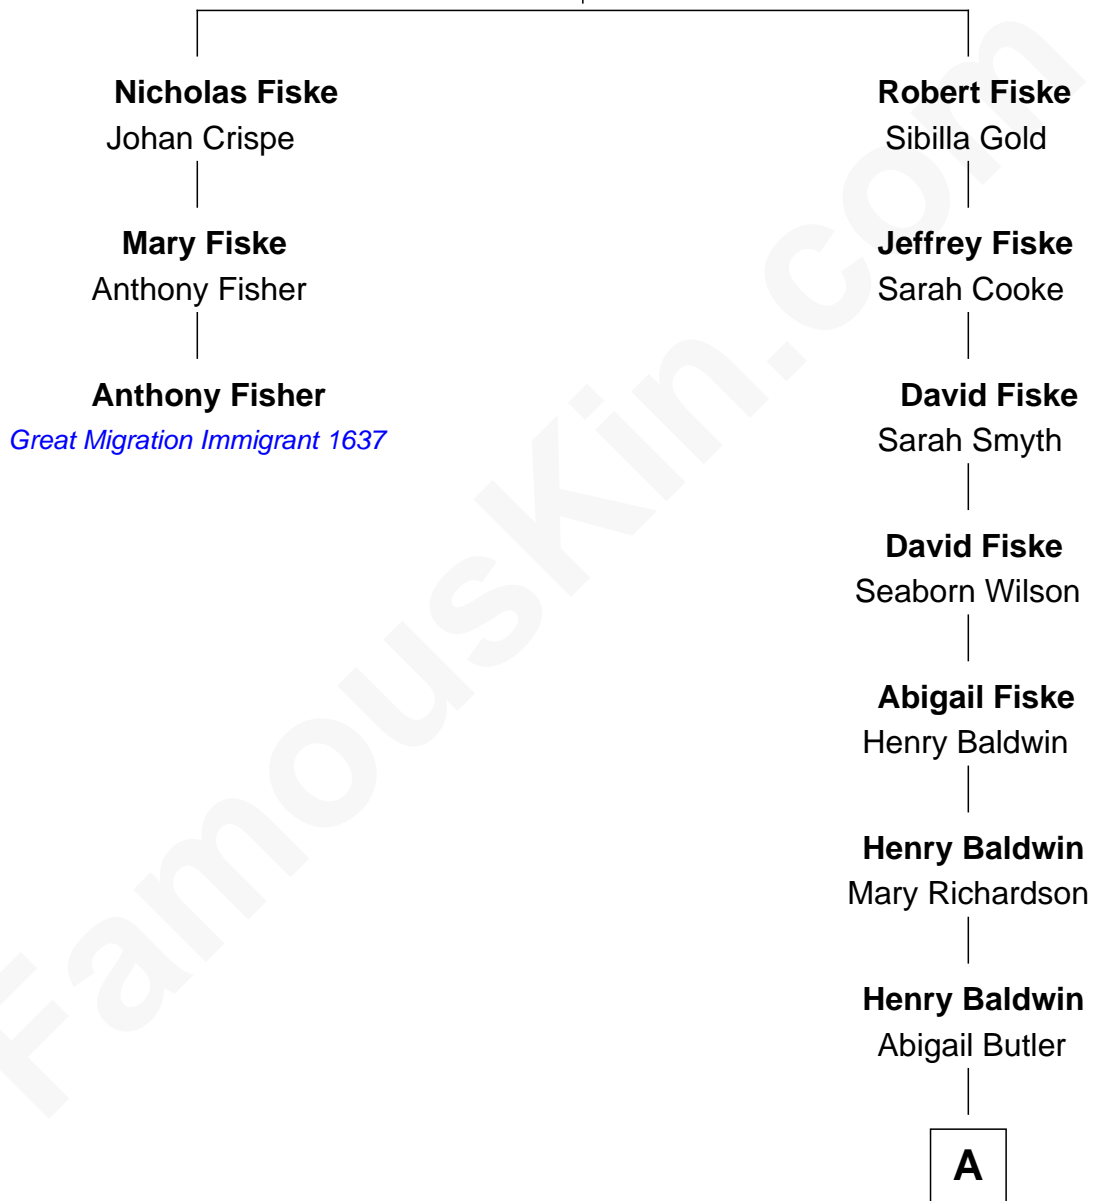 Nicholas Fiske
Johan Crispe
Mary Fiske
Anthony Fisher
Anthony Fisher
Great Migration Immigrant 1637
Robert Fiske
Sibilla Gold
Jeffrey Fiske
Sarah Cooke
David Fiske
Sarah Smyth
David Fiske
Seaborn Wilson
Abigail Fiske
Henry Baldwin
Henry Baldwin
Mary Richardson
Henry Baldwin
Abigail Butler
A
FamousKin.com